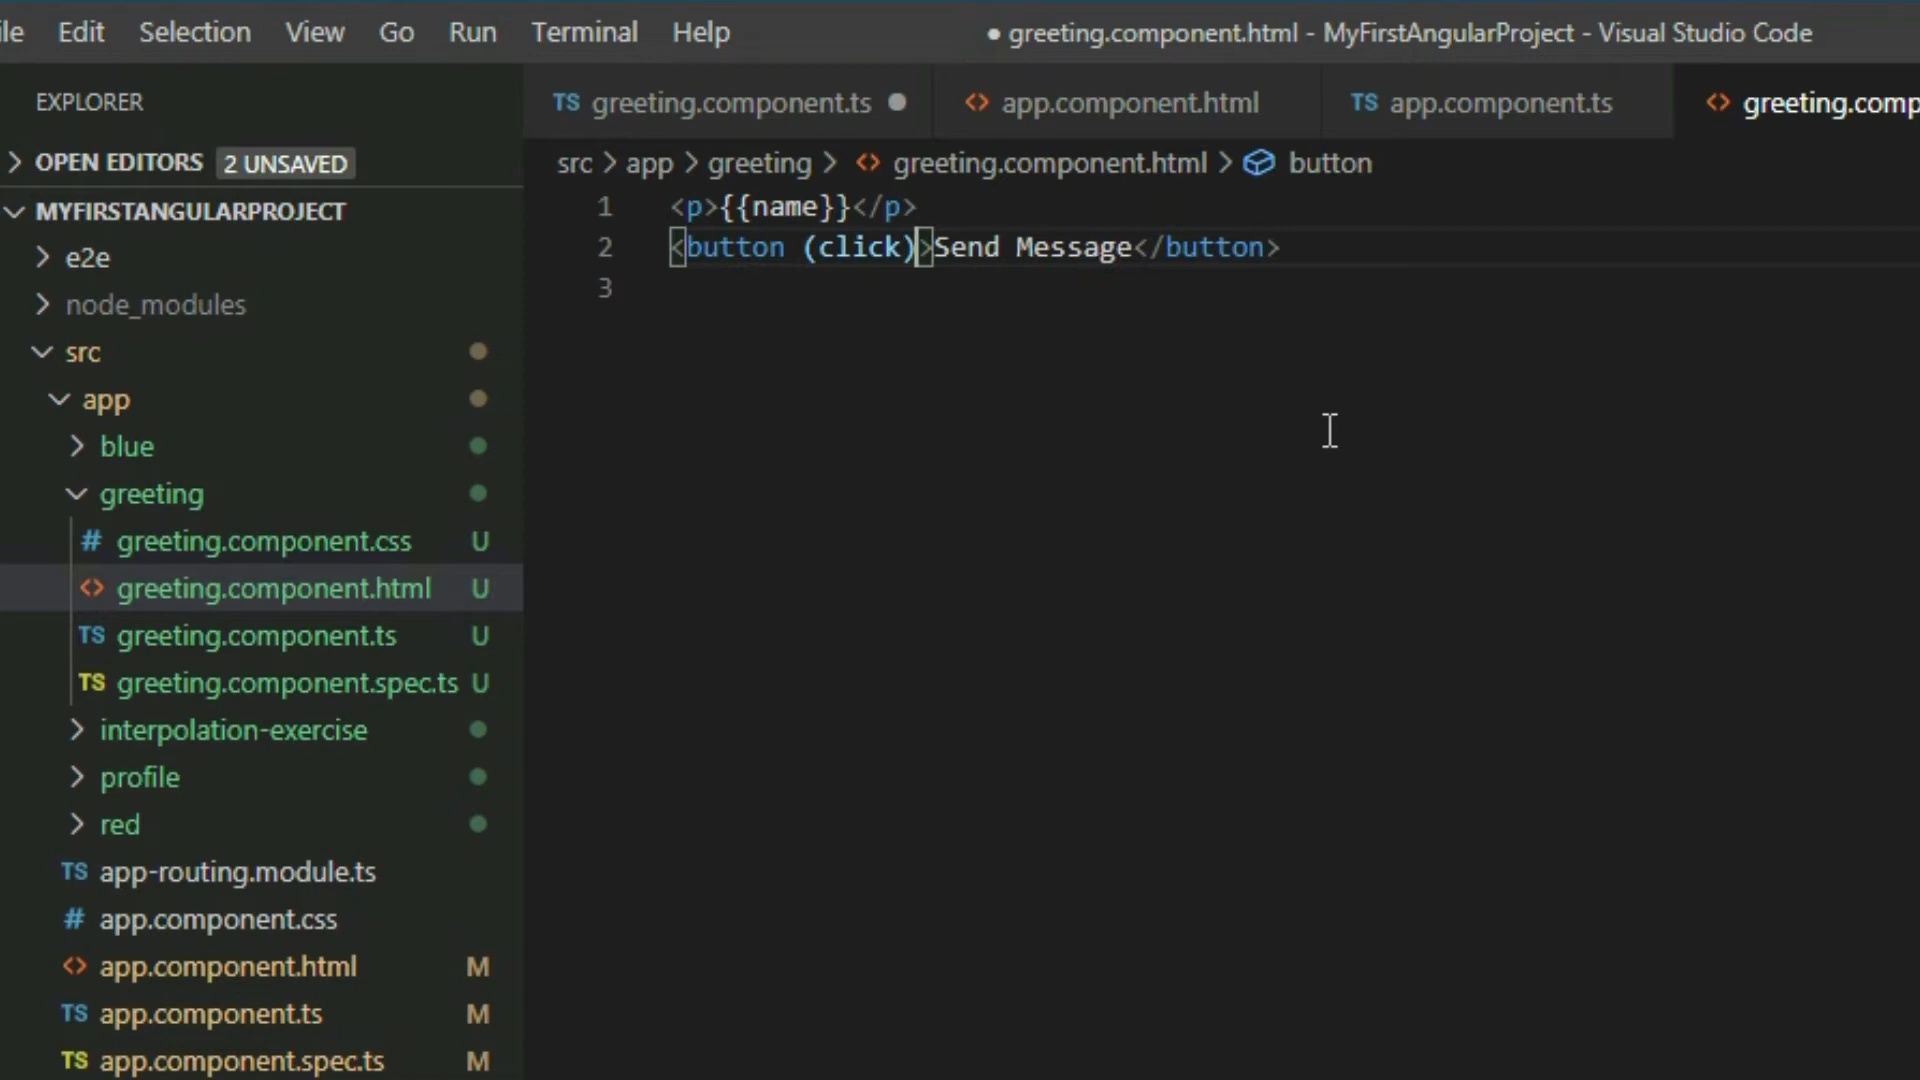 ile Edit Selection View Go Run Terminal Help ● greeting.component.html - MyFirstAngularProject - Visual Studio Code
EXPLORER
TS greeting.component.ts ● <> app.component.html TS app.component.ts <> greeting.comp
> OPEN EDITORS 2 UNSAVED
src > app > greeting > <> greeting.component.html > button
MYFIRSTANGULARPROJECT
1 <p>{{name}}</p>
2 <button (click)>Send Message</button>
3
> e2e
> node_modules
src
app
> blue
greeting
# greeting.component.css U
<> greeting.component.html U
TS greeting.component.ts U
TS greeting.component.spec.ts U
> interpolation-exercise
> profile
> red
TS app-routing.module.ts
# app.component.css
<> app.component.html M
TS app.component.ts M
TS app.component.spec.ts M